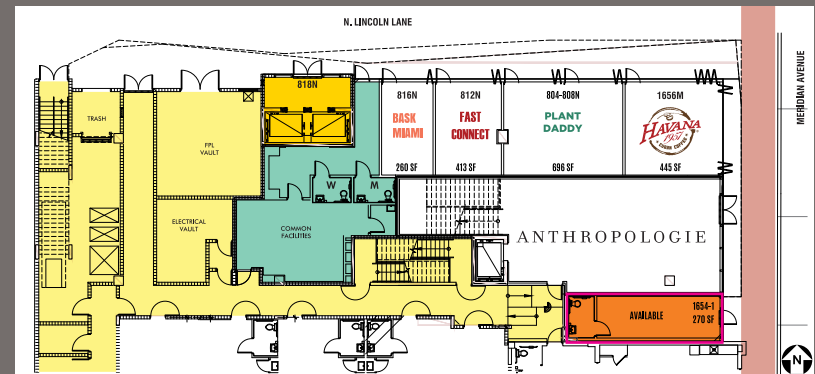 N. LINCOLN LANE
MERIDIAN AVENUE
818N
816N
812N
804-808N
1656M
TRASH
FPL
VAULT
BASK
MIAMI
FAST
CONNECT
PLANT
DADDY
HAVANA
1957
CUBAN COFFEE
260 SF
413 SF
696 SF
445 SF
W
M
ELECTRICAL
VAULT
COMMON
FACILITIES
ANTHROPOLOGIE
1654-1
AVAILABLE
270 SF
N